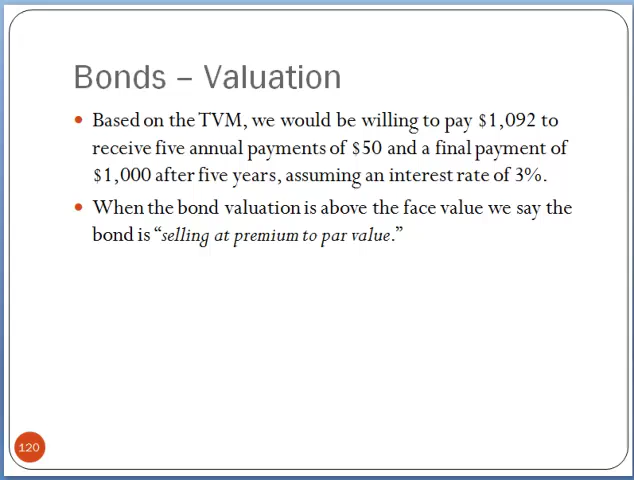 Bonds – Valuation
• Based on the TVM, we would be willing to pay $1,092 to
receive five annual payments of $50 and a final payment of
$1,000 after five years, assuming an interest rate of 3%.
• When the bond valuation is above the face value we say the
bond is “selling at premium to par value.”
120